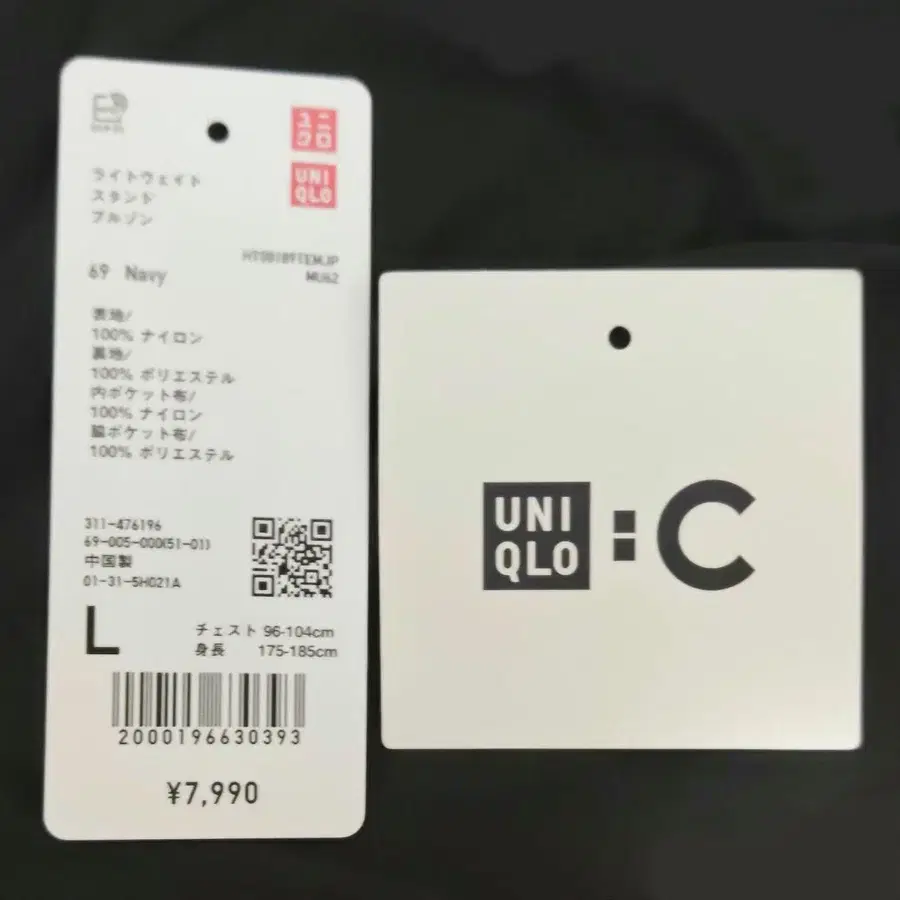 ユニ
クロ
UNI
QLO
ライトウェイト
スタンド
ブルゾン
69 Navy
MU62
表地/
100% ナイロン
裏地/
100% ポリエステル
内ポケット布/
100% ナイロン
脇ポケット布/
100% ポリエステル
311-476196
69-005-000(51-01)
中国製
01-31-5H021A
L
チェスト 96-104cm
身長 175-185cm
2000196630393
¥7,990
UNI
QLO
: C